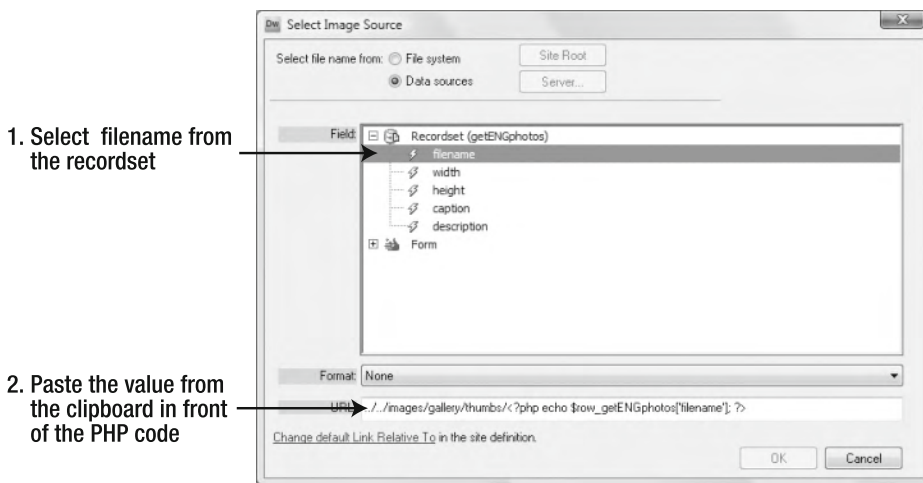 Dw Select Image Source
Select file name from: File system Site Root
Data sources Server...
1. Select filename from
the recordset
Field: Recordset (getENGphotos)
filename
width
height
caption
description
Form
Format: None
2. Paste the value from
the clipboard in front
of the PHP code
URL: ../../images/gallery/thumbs/<?php echo $row_getENGphotos['filename']; ?>
Change default Link Relative To in the site definition.
OK Cancel